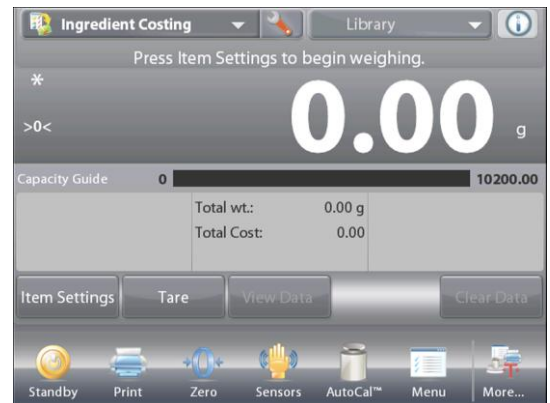 Ingredient Costing
Library
Press Item Settings to begin weighing.
*
>0<
0.00 g
Capacity Guide 0 10200.00
Total wt.: 0.00 g
Total Cost: 0.00
Item Settings Tare View Data Clear Data
Standby Print Zero Sensors AutoCal™ Menu More...